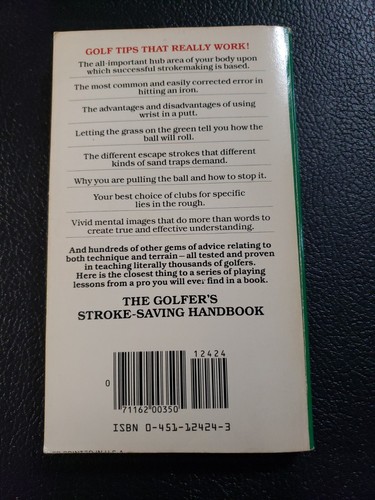 GOLF TIPS THAT REALLY WORK!
The all-important hub area of your body upon
which successful strokemaking is based.
The most common and easily corrected error in
hitting an iron.
The advantages and disadvantages of using
wrist in a putt.
Letting the grass on the green tell you how the
ball will roll.
The different escape strokes that different
kinds of sand traps demand.
Why you are pulling the ball and how to stop it.
Your best choice of clubs for specific
lies in the rough.
Vivid mental images that do more than words to
create true and effective understanding.
And hundreds of other gems of advice relating to
both technique and terrain—all tested and proven
in teaching literally thousands of golfers.
Here is the closest thing to a series of playing
lessons from a pro you will ever find in a book.
THE GOLFER'S
STROKE-SAVING HANDBOOK
12424
0
71162 00350
ISBN 0-451-12424-3